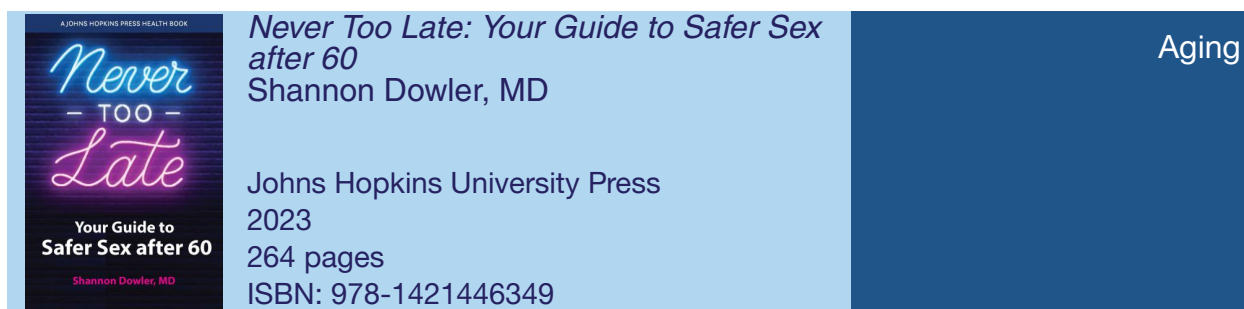 A JOHNS HOPKINS PRESS HEALTH BOOK
Never
– TOO –
Late
Your Guide to
Safer Sex after 60
Shannon Dowler, MD
Never Too Late: Your Guide to Safer Sex
after 60
Shannon Dowler, MD
Johns Hopkins University Press
2023
264 pages
ISBN: 978-1421446349
Aging